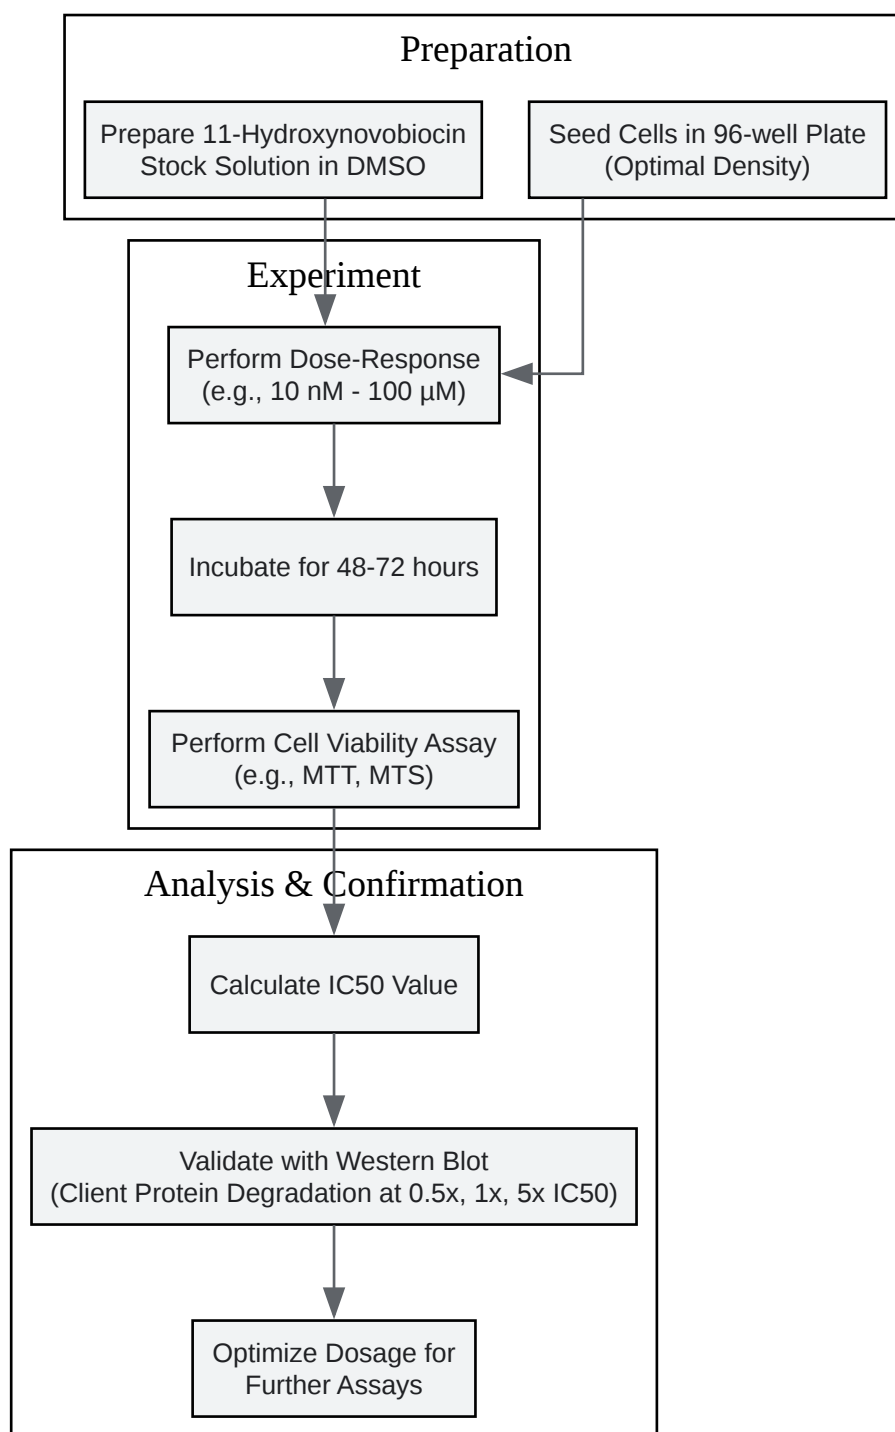 Preparation
Prepare 11-Hydroxynovobiocin
Stock Solution in DMSO
Seed Cells in 96-well Plate
(Optimal Density)
Experiment
Perform Dose-Response
(e.g., 10 nM - 100 µM)
Incubate for 48-72 hours
Perform Cell Viability Assay
(e.g., MTT, MTS)
Analysis & Confirmation
Calculate IC50 Value
Validate with Western Blot
(Client Protein Degradation at 0.5x, 1x, 5x IC50)
Optimize Dosage for
Further Assays